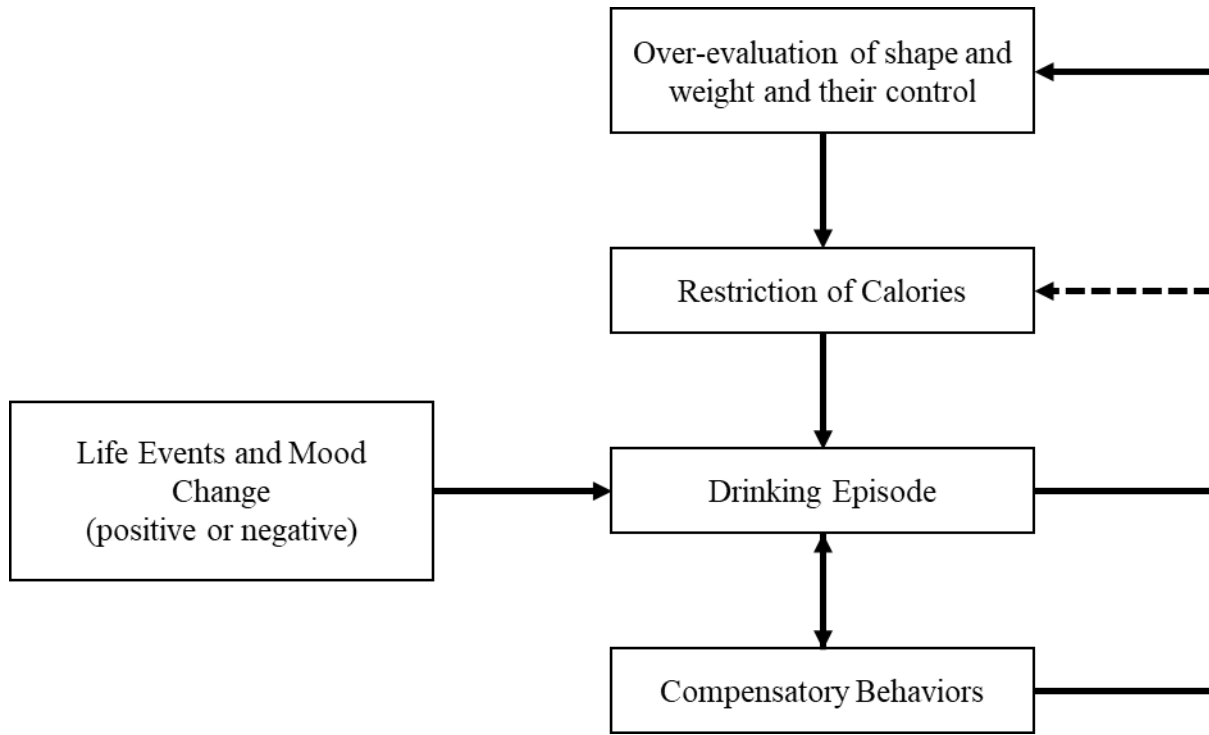 Over-evaluation of shape and
weight and their control
Restriction of Calories
Life Events and Mood
Change
(positive or negative)
Drinking Episode
Compensatory Behaviors